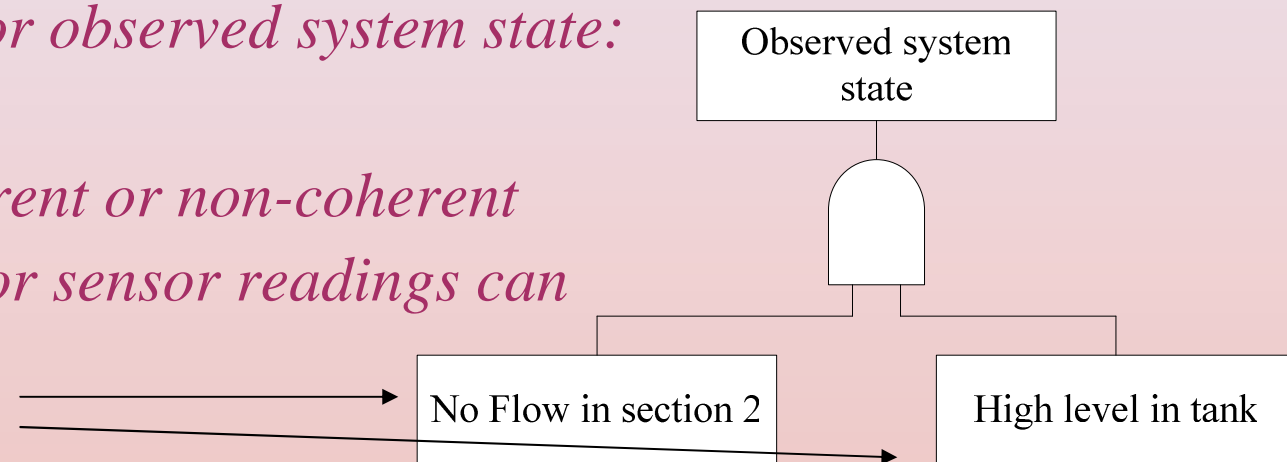 or observed system state:
rent or non-coherent
or sensor readings can
Observed system
state
No Flow in section 2
High level in tank